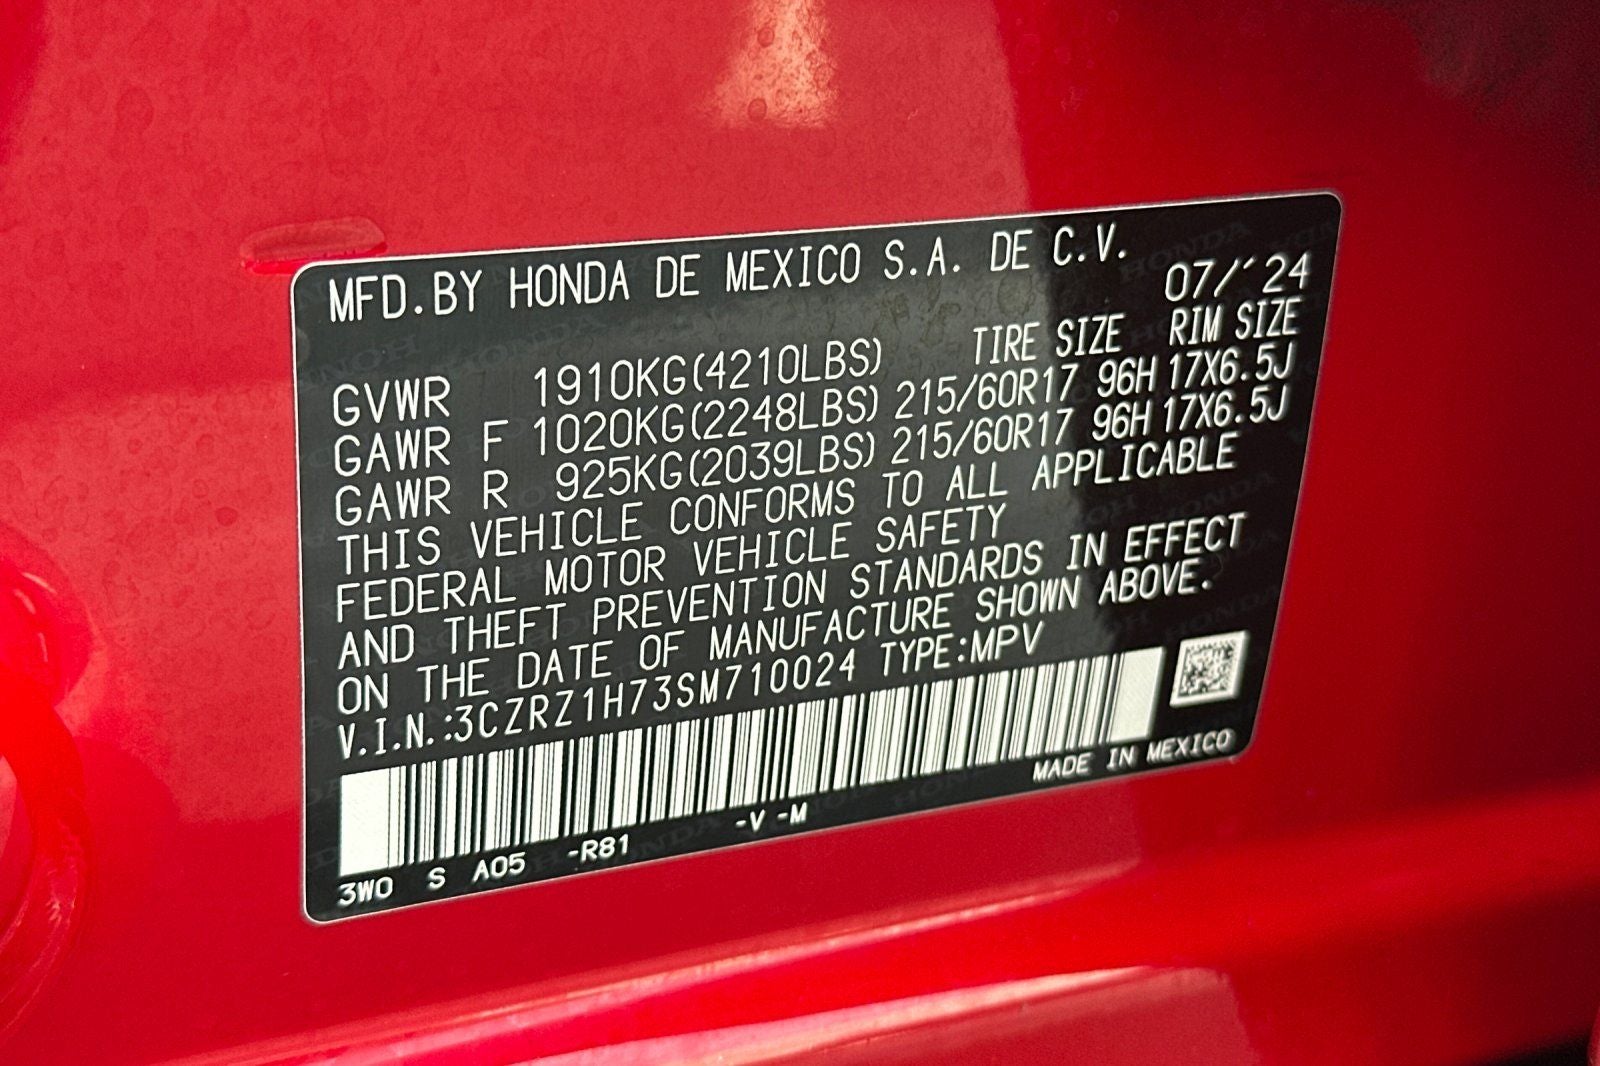 MFD.BY HONDA DE MEXICO S.A. DE C.V.
07/´24
TIRE SIZE RIM SIZE
GVWR 1910KG(4210LBS)
GAWR F 1020KG(2248LBS) 215/60R17 96H 17X6.5J
GAWR R 925KG(2039LBS) 215/60R17 96H 17X6.5J
THIS VEHICLE CONFORMS TO ALL APPLICABLE
FEDERAL MOTOR VEHICLE SAFETY
AND THEFT PREVENTION STANDARDS IN EFFECT
ON THE DATE OF MANUFACTURE SHOWN ABOVE.
V.I.N.:3CZRZ1H73SM710024 TYPE:MPV
MADE IN MEXICO
3WO S A05 -R81 -V -M